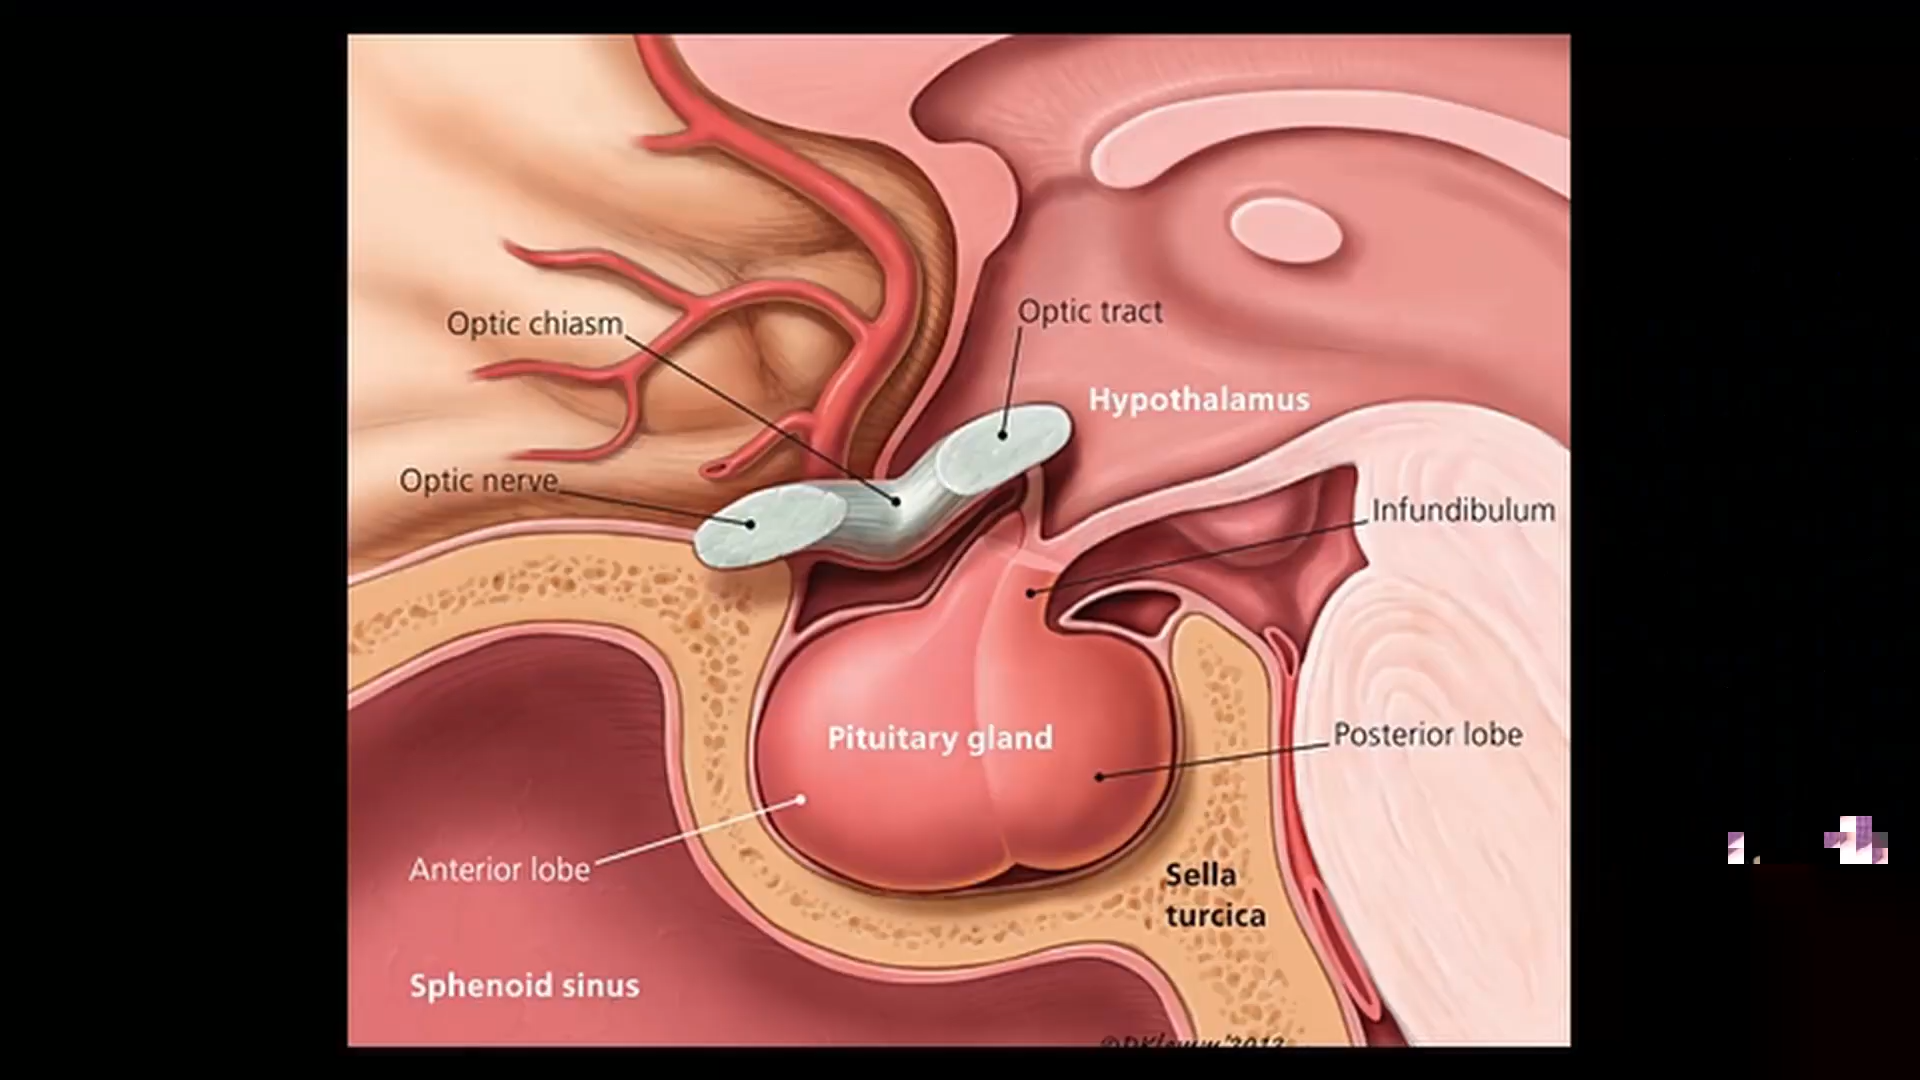 Optic tract
Optic chiasm
Hypothalamus
Optic nerve
Infundibulum
Pituitary gland
Posterior lobe
Anterior lobe
Sella
turcica
Sphenoid sinus